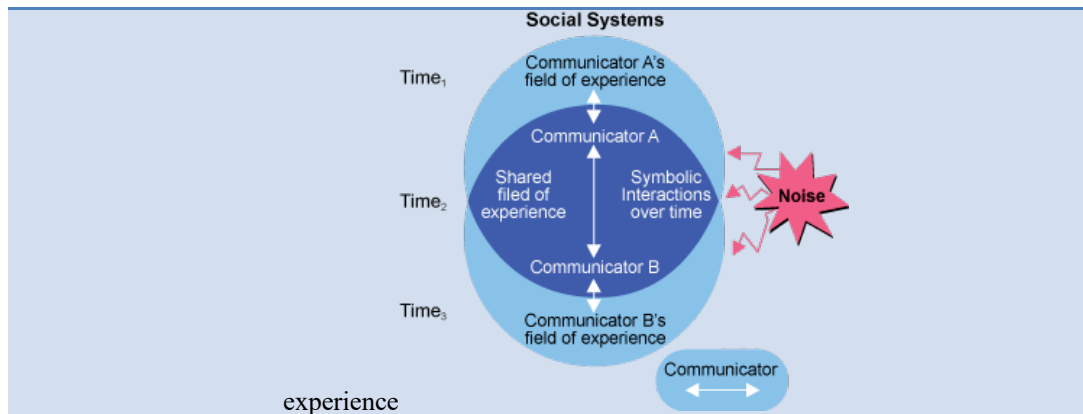 Social Systems
Communicator A's
field of experience
Time₁
Communicator A
Shared
filed of
experience
Symbolic
Interactions
over time
Time₂
Noise
Communicator B
Time₃
Communicator B's
field of experience
Communicator
experience